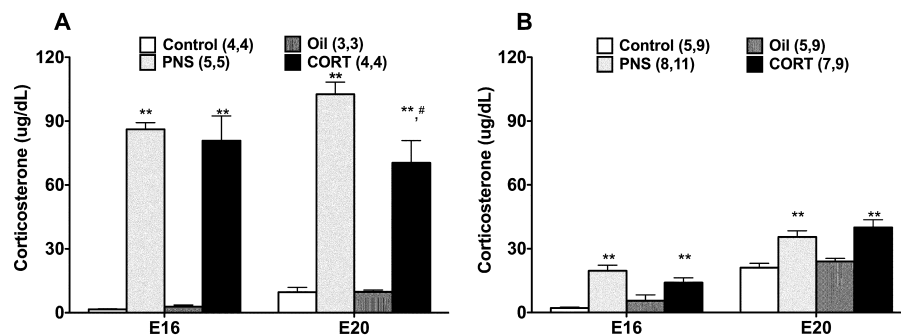 A
Control (4,4) Oil (3,3)
PNS (5,5) CORT (4,4)
Corticosterone (ug/dL)
120
90
60
30
0
** ** ** **,#
E16 E20
B
Control (5,9) Oil (5,9)
PNS (8,11) CORT (7,9)
Corticosterone (ug/dL)
120
90
60
30
0
** ** ** **
E16 E20